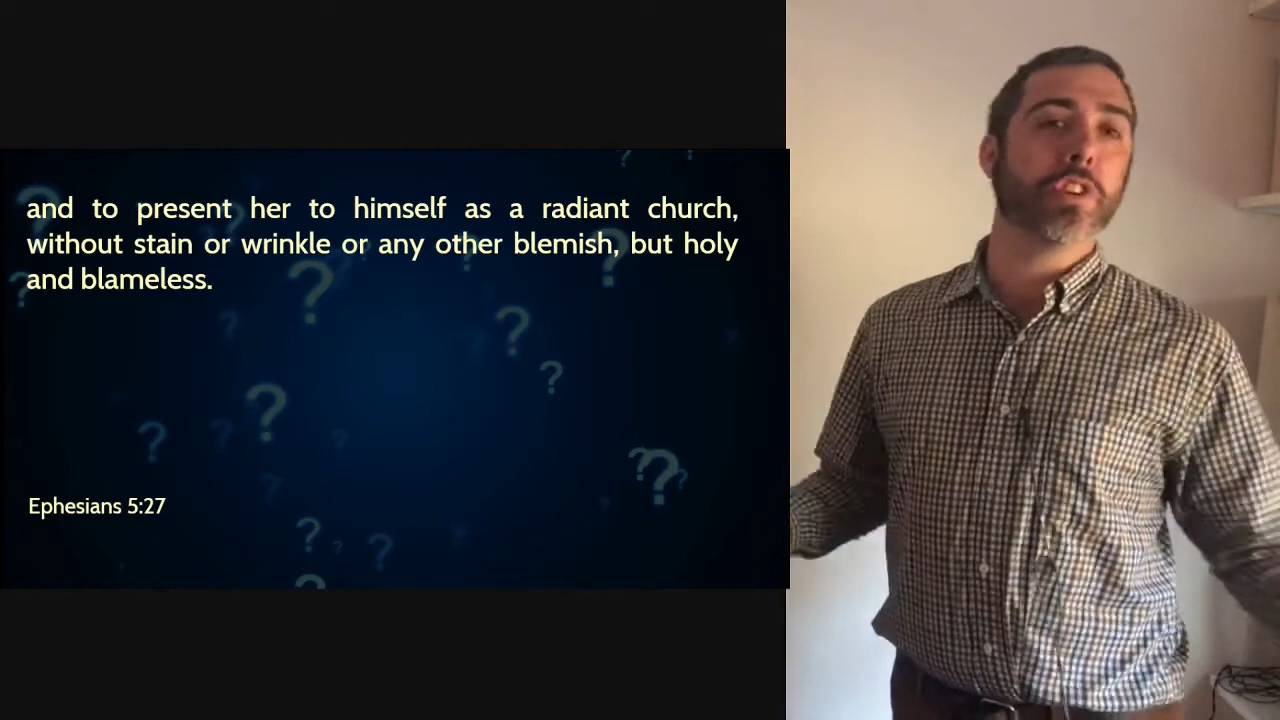 and to present her to himself as a radiant church,
without stain or wrinkle or any other blemish, but holy
and blameless.
Ephesians 5:27